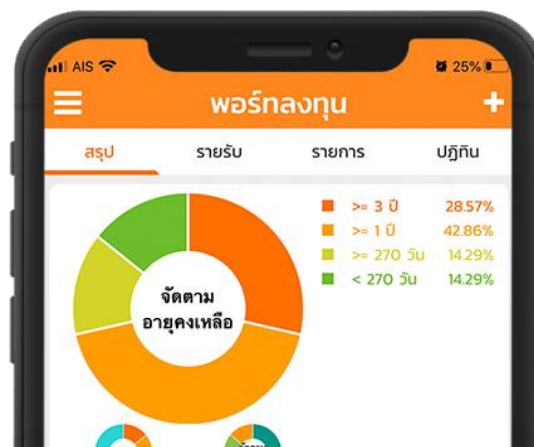 AIS 25%
พอร์ทลงทุน
สรุป รายรับ รายการ ปฏิทิน
>= 3 ปี 28.57%
>= 1 ปี 42.86%
>= 270 วัน 14.29%
< 270 วัน 14.29%
จัดตาม
อายุคงเหลือ